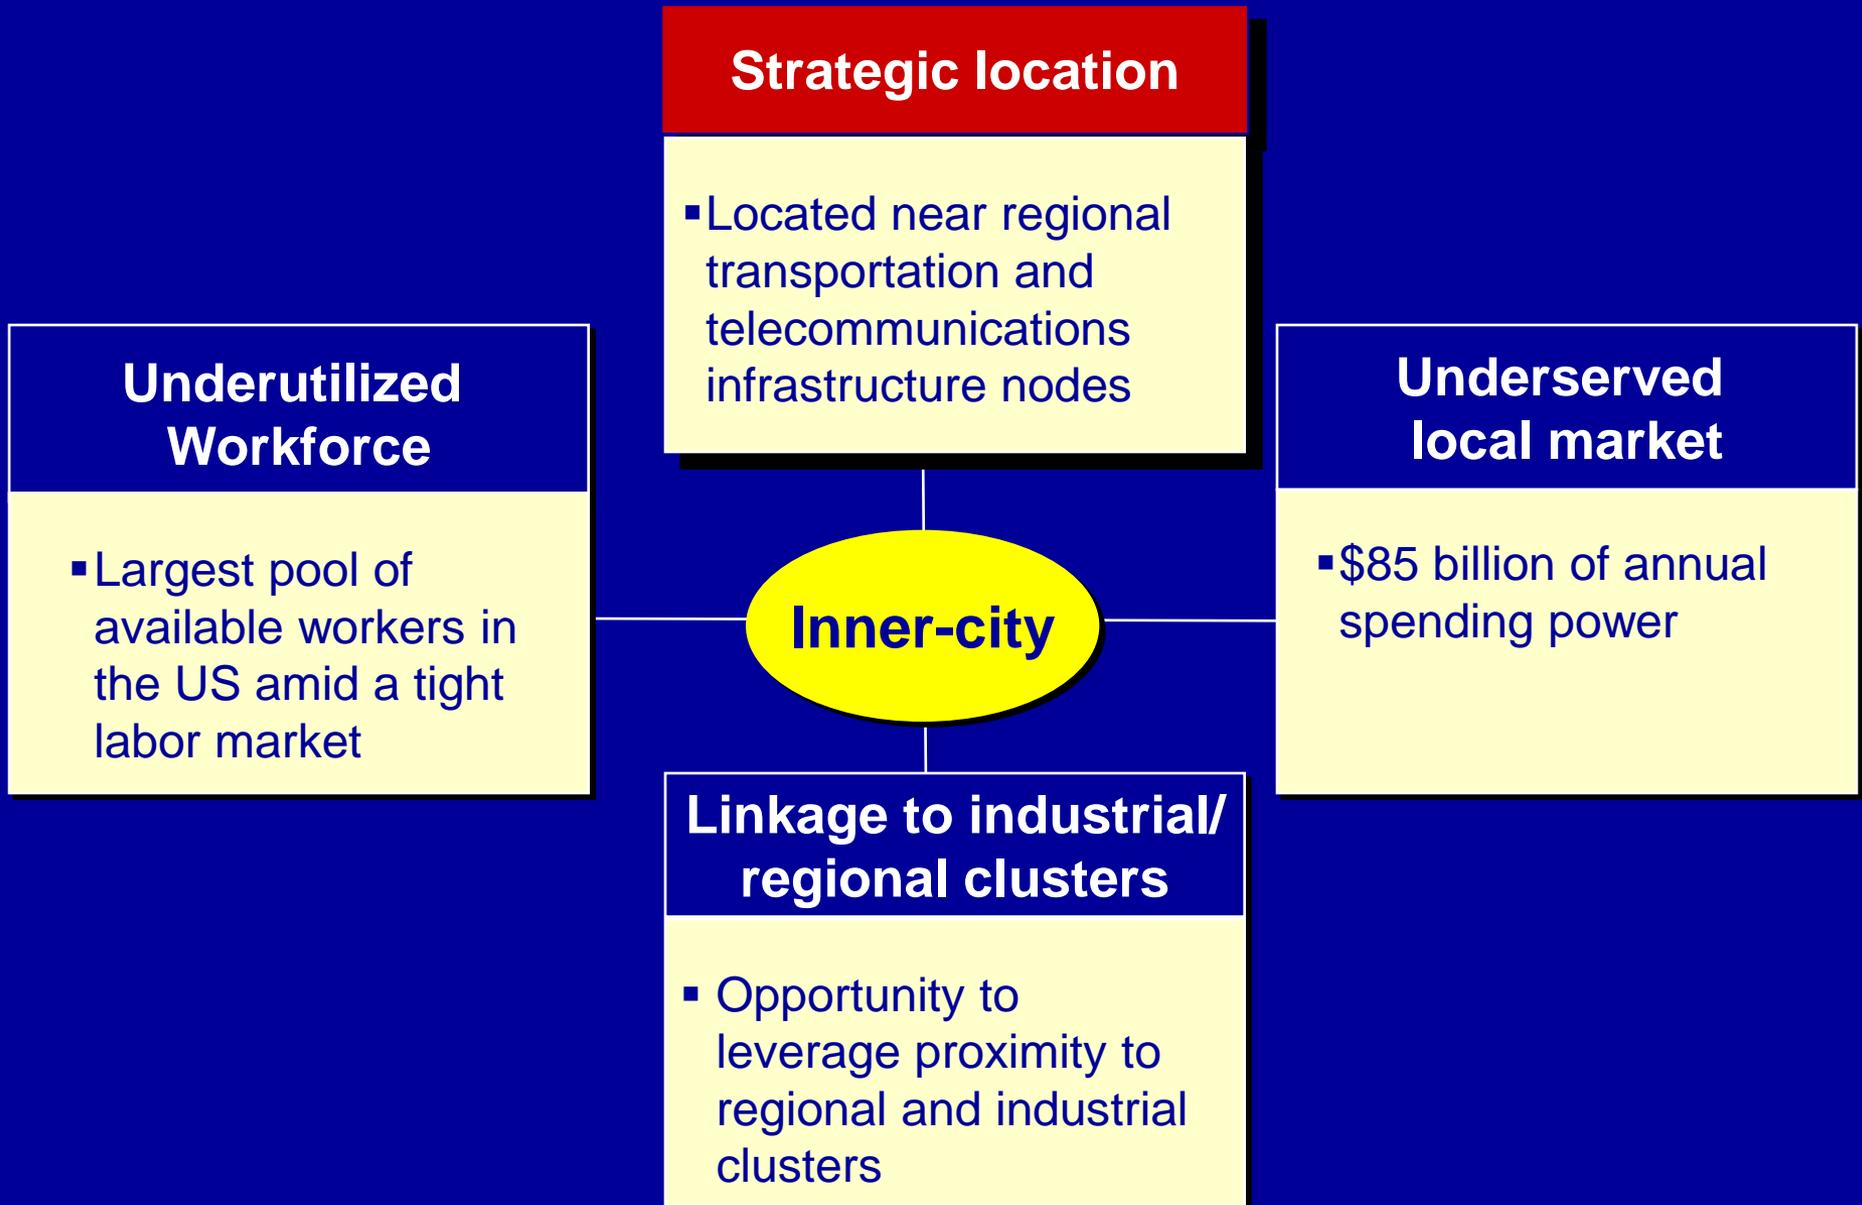 Strategic location
▪Located near regional
transportation and
telecommunications
infrastructure nodes
Underutilized
Workforce
▪Largest pool of
available workers in
the US amid a tight
labor market
Inner-city
Underserved
local market
▪$85 billion of annual
spending power
Linkage to industrial/
regional clusters
▪ Opportunity to
leverage proximity to
regional and industrial
clusters